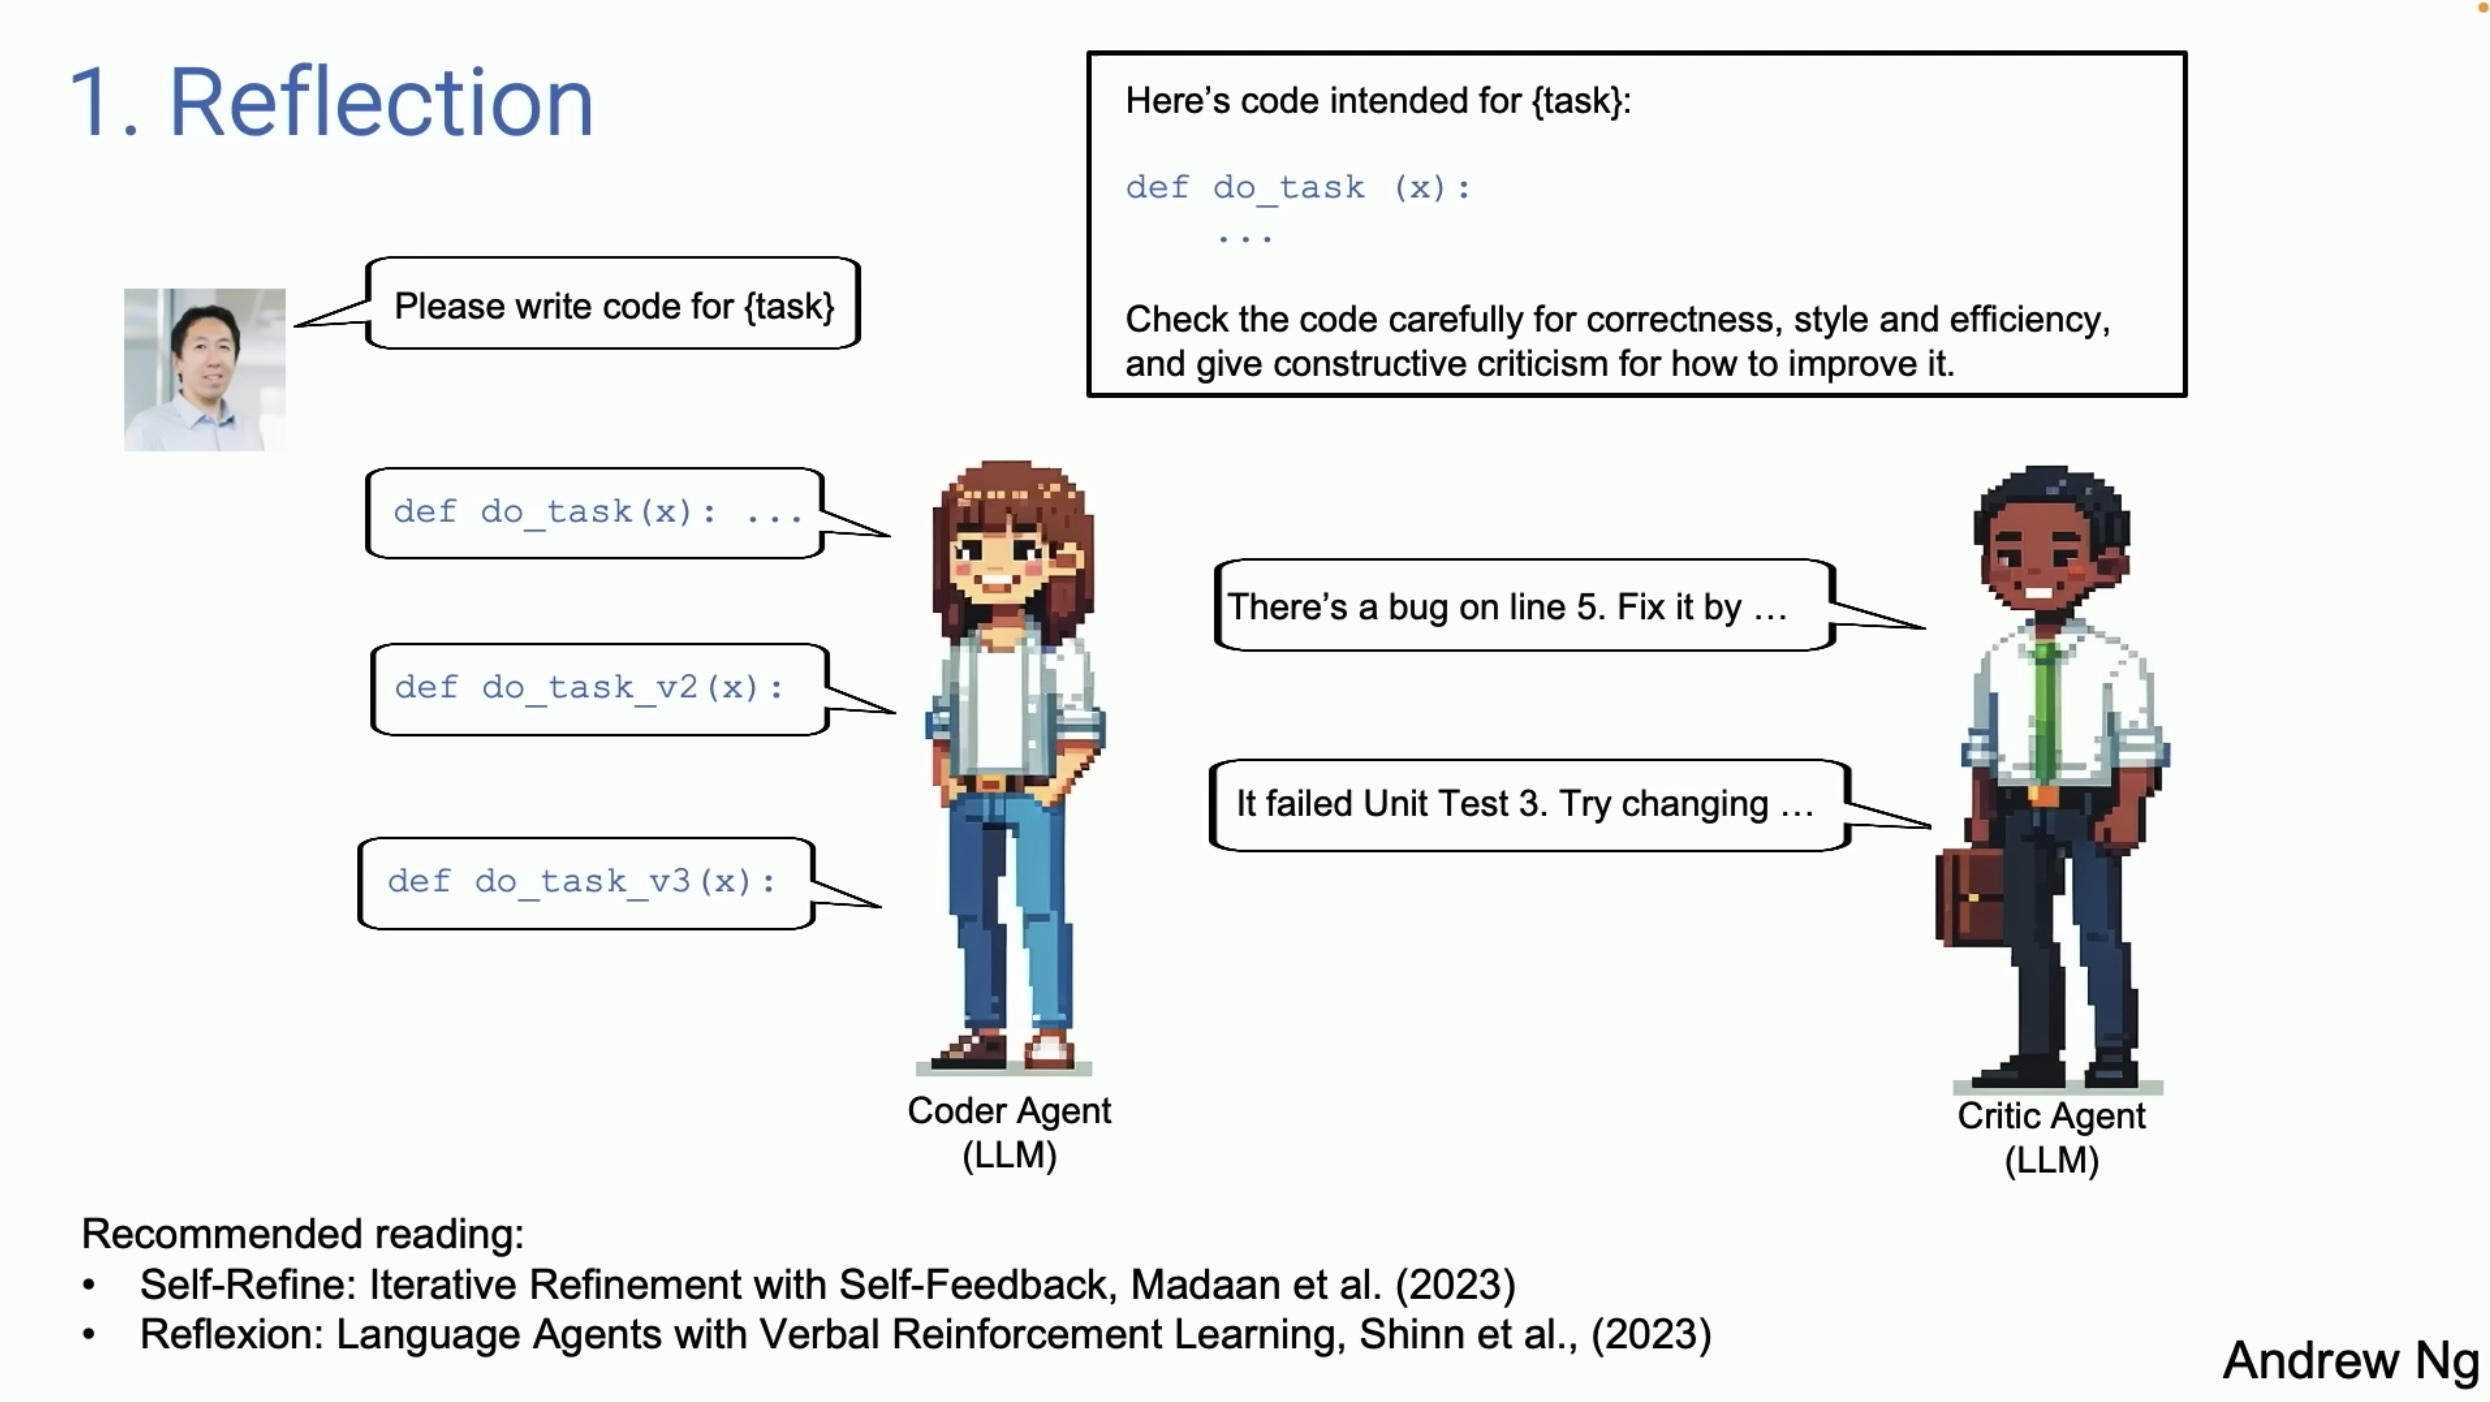 1. Reflection
Here’s code intended for {task}:
def do_task (x):
...
Check the code carefully for correctness, style and efficiency,
and give constructive criticism for how to improve it.
Please write code for {task}
def do_task(x): ...
There’s a bug on line 5. Fix it by …
def do_task_v2(x):
It failed Unit Test 3. Try changing …
def do_task_v3(x):
Coder Agent
(LLM)
Critic Agent
(LLM)
Recommended reading:
• Self-Refine: Iterative Refinement with Self-Feedback, Madaan et al. (2023)
• Reflexion: Language Agents with Verbal Reinforcement Learning, Shinn et al., (2023)
Andrew Ng